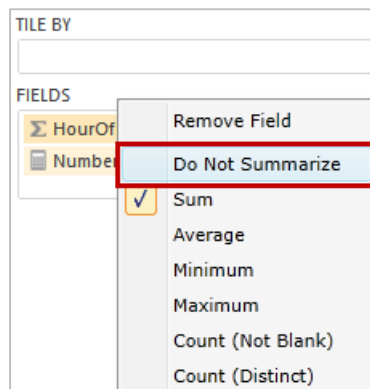 TILE BY
FIELDS
Σ HourOf
Number
Remove Field
Do Not Summarize
Sum
Average
Minimum
Maximum
Count (Not Blank)
Count (Distinct)